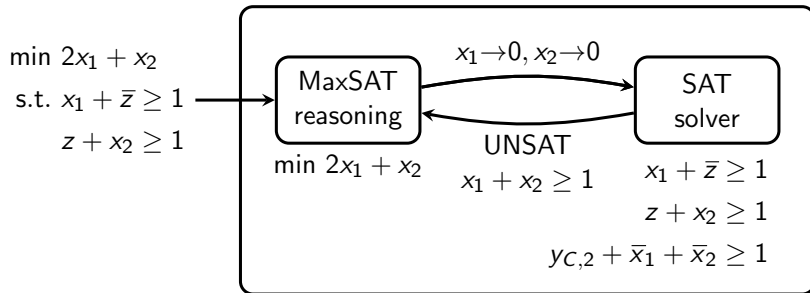 min 2x₁ + x₂
s.t. x₁ + z̅ ≥ 1
z + x₂ ≥ 1
MaxSAT
reasoning
min 2x₁ + x₂
x₁→0, x₂→0
UNSAT
x₁ + x₂ ≥ 1
SAT
solver
x₁ + z̅ ≥ 1
z + x₂ ≥ 1
y_{C,2} + x̅₁ + x̅₂ ≥ 1